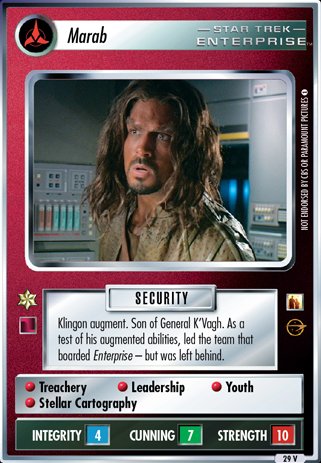 Marab
STAR TREK
ENTERPRISE™
NOT ENDORSED BY CBS OR PARAMOUNT PICTURES
SECURITY
Klingon augment. Son of General K'Vagh. As a
test of his augmented abilities, led the team that
boarded Enterprise – but was left behind.
Treachery Leadership Youth
Stellar Cartography
INTEGRITY 4 CUNNING 7 STRENGTH 10
29 V